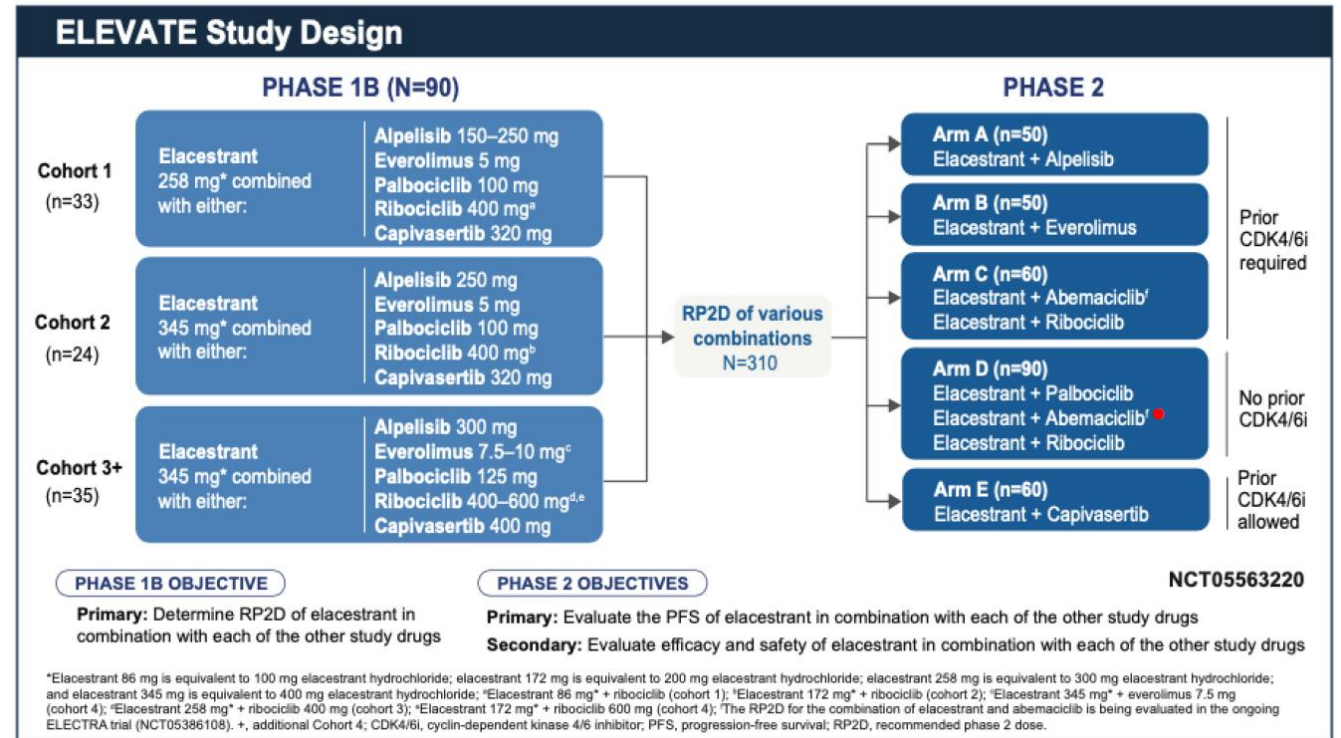 ELEVATE Study Design
PHASE 1B (N=90)
Cohort 1
(n=33)
Elacestrant
258 mg* combined
with either:
Alpelisib 150–250 mg
Everolimus 5 mg
Palbociclib 100 mg
Ribociclib 400 mgᵃ
Capivasertib 320 mg
Cohort 2
(n=24)
Elacestrant
345 mg* combined
with either:
Alpelisib 250 mg
Everolimus 5 mg
Palbociclib 100 mg
Ribociclib 400 mgᵇ
Capivasertib 320 mg
Cohort 3+
(n=35)
Elacestrant
345 mg* combined
with either:
Alpelisib 300 mg
Everolimus 7.5–10 mgᶜ
Palbociclib 125 mg
Ribociclib 400–600 mgᵈ,ᵉ
Capivasertib 400 mg
RP2D of various
combinations
N=310
PHASE 2
Arm A (n=50)
Elacestrant + Alpelisib
Arm B (n=50)
Elacestrant + Everolimus
Arm C (n=60)
Elacestrant + Abemaciclibᶠ
Elacestrant + Ribociclib
Prior
CDK4/6i
required
Arm D (n=90)
Elacestrant + Palbociclib
Elacestrant + Abemaciclibᶠ
Elacestrant + Ribociclib
No prior
CDK4/6i
Arm E (n=60)
Elacestrant + Capivasertib
Prior
CDK4/6i
allowed
PHASE 1B OBJECTIVE
Primary: Determine RP2D of elacestrant in
combination with each of the other study drugs
PHASE 2 OBJECTIVES
NCT05563220
Primary: Evaluate the PFS of elacestrant in combination with each of the other study drugs
Secondary: Evaluate efficacy and safety of elacestrant in combination with each of the other study drugs
*Elacestrant 86 mg is equivalent to 100 mg elacestrant hydrochloride; elacestrant 172 mg is equivalent to 200 mg elacestrant hydrochloride; elacestrant 258 mg is equivalent to 300 mg elacestrant hydrochloride;
and elacestrant 345 mg is equivalent to 400 mg elacestrant hydrochloride; ᵃElacestrant 86 mg* + ribociclib (cohort 1); ᵇElacestrant 172 mg* + ribociclib (cohort 2); ᶜElacestrant 345 mg* + everolimus 7.5 mg
(cohort 4); ᵈElacestrant 258 mg* + ribociclib 400 mg (cohort 3); ᵉElacestrant 172 mg* + ribociclib 600 mg (cohort 4); ᶠThe RP2D for the combination of elacestrant and abemaciclib is being evaluated in the ongoing
ELECTRA trial (NCT05386108). +, additional Cohort 4; CDK4/6i, cyclin-dependent kinase 4/6 inhibitor; PFS, progression-free survival; RP2D, recommended phase 2 dose.